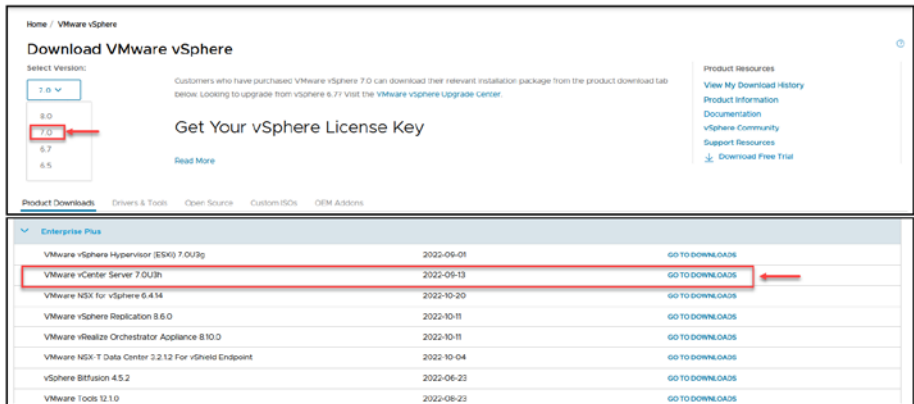 Home / VMware vSphere
Download VMware vSphere
Select Version:
7.0
8.0
7.0
6.7
6.5
Customers who have purchased VMware vSphere 7.0 can download their relevant installation package from the product download tab
below. Looking to upgrade from vSphere 6.7? Visit the VMware vSphere Upgrade Center.
Get Your vSphere License Key
Read More
Product Resources
View My Download History
Product Information
Documentation
vSphere Community
Support Resources
Download Free Trial
Product Downloads Drivers & Tools Open Source Custom ISOs OEM Addons
Enterprise Plus
VMware vSphere Hypervisor (ESXi) 7.0U3g 2022-09-01 GO TO DOWNLOADS
VMware vCenter Server 7.0U3h 2022-09-13 GO TO DOWNLOADS
VMware NSX for vSphere 6.4.14 2022-10-20 GO TO DOWNLOADS
VMware vSphere Replication 8.6.0 2022-10-11 GO TO DOWNLOADS
VMware vRealize Orchestrator Appliance 8.10.0 2022-10-11 GO TO DOWNLOADS
VMware NSX-T Data Center 3.2.1.2 For vShield Endpoint 2022-10-04 GO TO DOWNLOADS
vSphere Bitfusion 4.5.2 2022-06-23 GO TO DOWNLOADS
VMware Tools 12.1.0 2022-08-23 GO TO DOWNLOADS